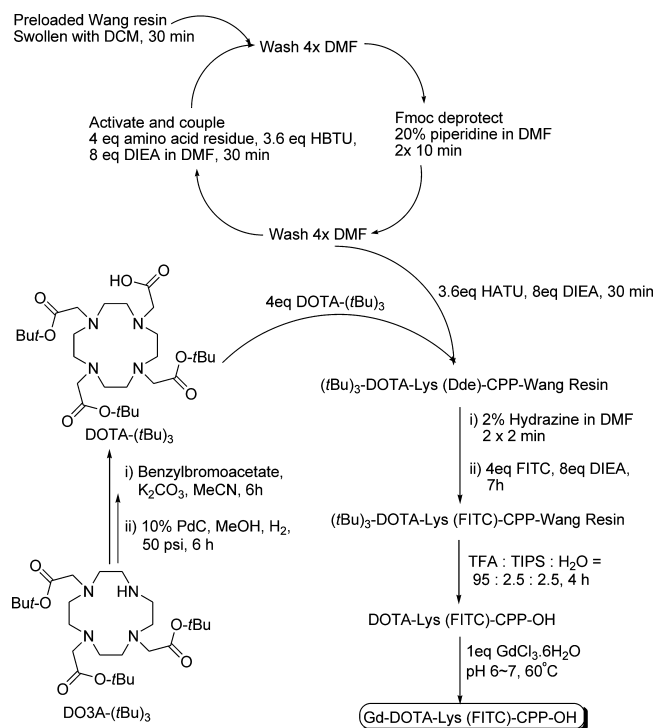 Preloaded Wang resin
Swollen with DCM, 30 min
Wash 4x DMF
Activate and couple
4 eq amino acid residue, 3.6 eq HBTU,
8 eq DIEA in DMF, 30 min
Fmoc deprotect
20% piperidine in DMF
2x 10 min
Wash 4x DMF
3.6eq HATU, 8eq DIEA, 30 min
4eq DOTA-(tBu)₃
HO
O
O
But-O
N
N
N
N
O-tBu
O
O
O-tBu
DOTA-(tBu)₃
(tBu)₃-DOTA-Lys (Dde)-CPP-Wang Resin
i) 2% Hydrazine in DMF
2 x 2 min
ii) 4eq FITC, 8eq DIEA,
7h
(tBu)₃-DOTA-Lys (FITC)-CPP-Wang Resin
i) Benzylbromoacetate,
K₂CO₃, MeCN, 6h
ii) 10% PdC, MeOH, H₂,
50 psi, 6 h
TFA : TIPS : H₂O =
95 : 2.5 : 2.5, 4 h
DOTA-Lys (FITC)-CPP-OH
1eq GdCl₃.6H₂O
pH 6~7, 60°C
Gd-DOTA-Lys (FITC)-CPP-OH
O
But-O
N
HN
N
N
O-tBu
O
O
O-tBu
DO3A-(tBu)₃